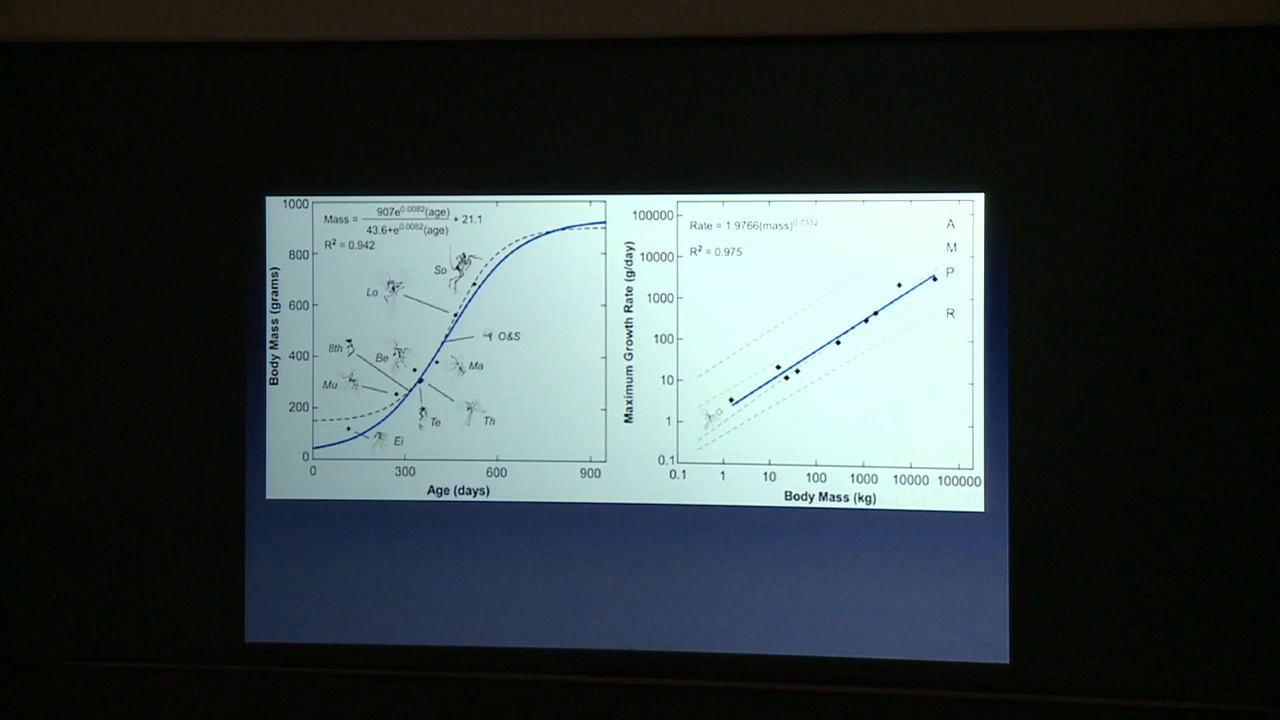 1000
800
600
400
200
0
Body Mass (grams)
Mass = 907e^0.0082(age) / 43.6+e^0.0082(age) + 21.1
R² = 0.942
So
Lo
O&S
8th
Be
Ma
Mu
Te
Th
Ei
0 300 600 900
Age (days)
100000
10000
1000
100
10
1
0.1
Maximum Growth Rate (g/day)
Rate = 1.9766(mass)^0.7352
R² = 0.975
A
M
P
R
0.1 1 10 100 1000 10000 100000
Body Mass (kg)